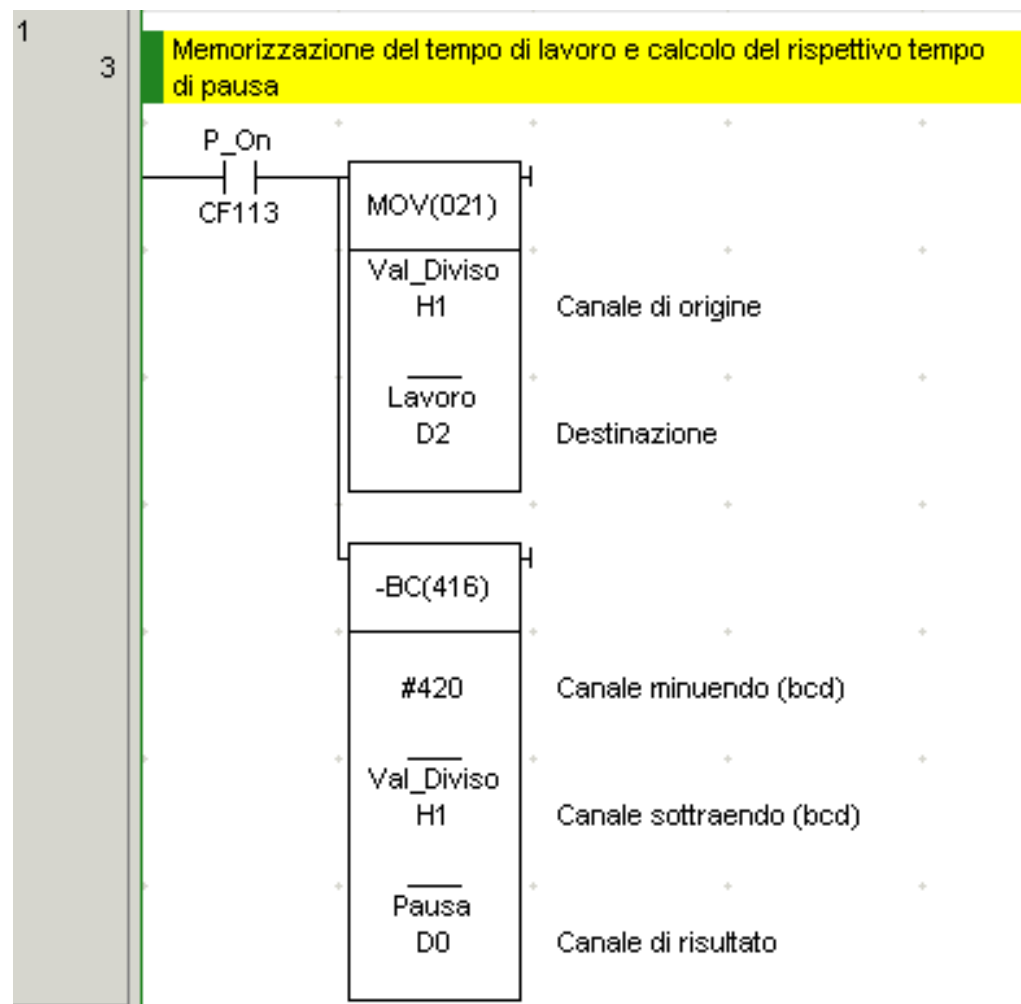 1
3
Memorizzazione del tempo di lavoro e calcolo del rispettivo tempo
di pausa
P_On
CF113
MOV(021)
Val_Diviso
H1
Canale di origine
Lavoro
D2
Destinazione
-BC(416)
#420
Canale minuendo (bcd)
Val_Diviso
H1
Canale sottraendo (bcd)
Pausa
D0
Canale di risultato